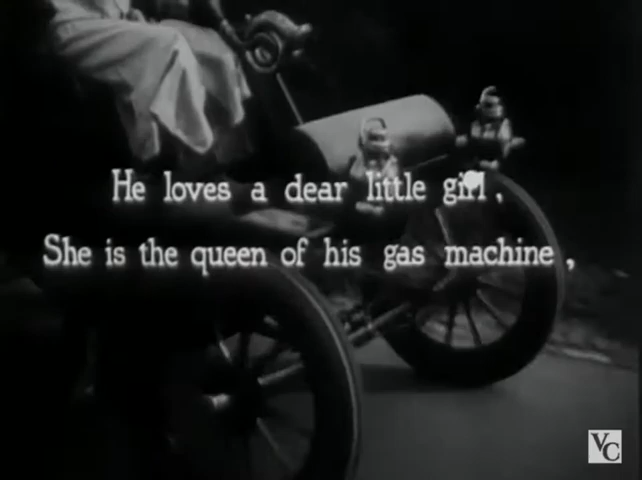 He loves a dear little girl,
She is the queen of his gas machine,
VC